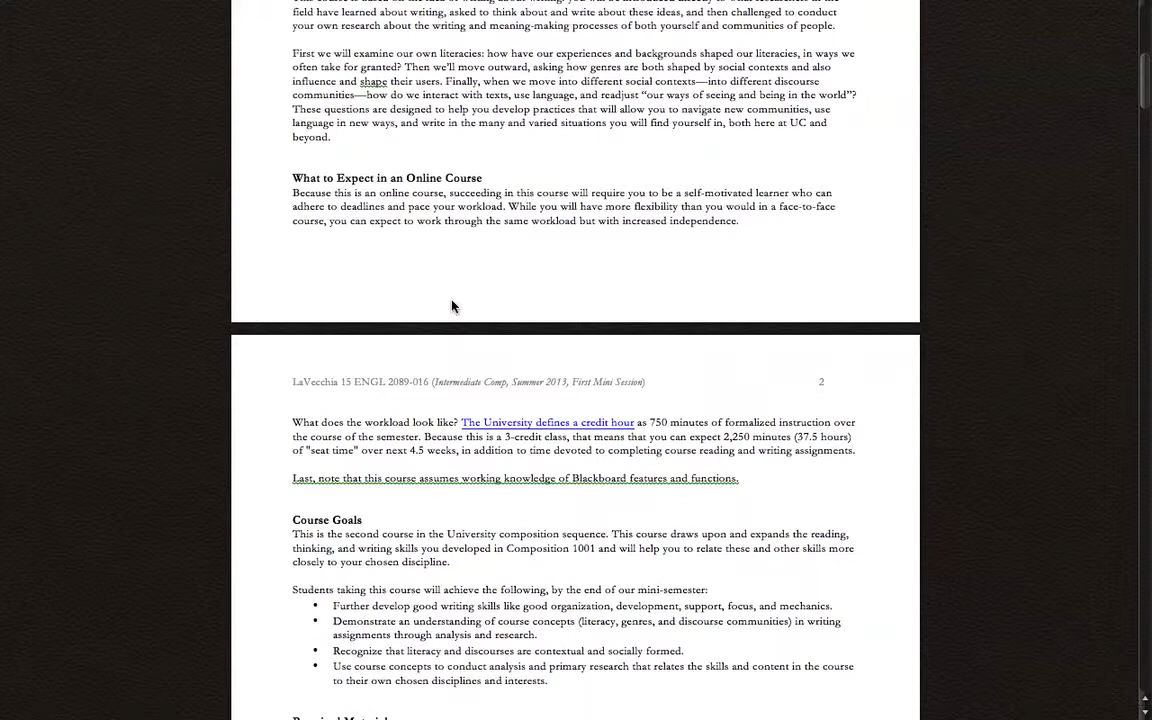 field have learned about writing, asked to think about and write about these ideas, and then challenged to conduct
your own research about the writing and meaning-making processes of both yourself and communities of people.
First we will examine our own literacies: how have our experiences and backgrounds shaped our literacies, in ways we
often take for granted? Then we'll move outward, asking how genres are both shaped by social contexts and also
influence and shape their users. Finally, when we move into different social contexts—into different discourse
communities—how do we interact with texts, use language, and readjust “our ways of seeing and being in the world”?
These questions are designed to help you develop practices that will allow you to navigate new communities, use
language in new ways, and write in the many and varied situations you will find yourself in, both here at UC and
beyond.
What to Expect in an Online Course
Because this is an online course, succeeding in this course will require you to be a self-motivated learner who can
adhere to deadlines and pace your workload. While you will have more flexibility than you would in a face-to-face
course, you can expect to work through the same workload but with increased independence.
LaVecchia 15 ENGL 2089-016 (Intermediate Comp, Summer 2013, First Mini Session) 2
What does the workload look like? The University defines a credit hour as 750 minutes of formalized instruction over
the course of the semester. Because this is a 3-credit class, that means that you can expect 2,250 minutes (37.5 hours)
of "seat time" over next 4.5 weeks, in addition to time devoted to completing course reading and writing assignments.
Last, note that this course assumes working knowledge of Blackboard features and functions.
Course Goals
This is the second course in the University composition sequence. This course draws upon and expands the reading,
thinking, and writing skills you developed in Composition 1001 and will help you to relate these and other skills more
closely to your chosen discipline.
Students taking this course will achieve the following, by the end of our mini-semester:
• Further develop good writing skills like good organization, development, support, focus, and mechanics.
• Demonstrate an understanding of course concepts (literacy, genres, and discourse communities) in writing
assignments through analysis and research.
• Recognize that literacy and discourses are contextual and socially formed.
• Use course concepts to conduct analysis and primary research that relates the skills and content in the course
to their own chosen disciplines and interests.